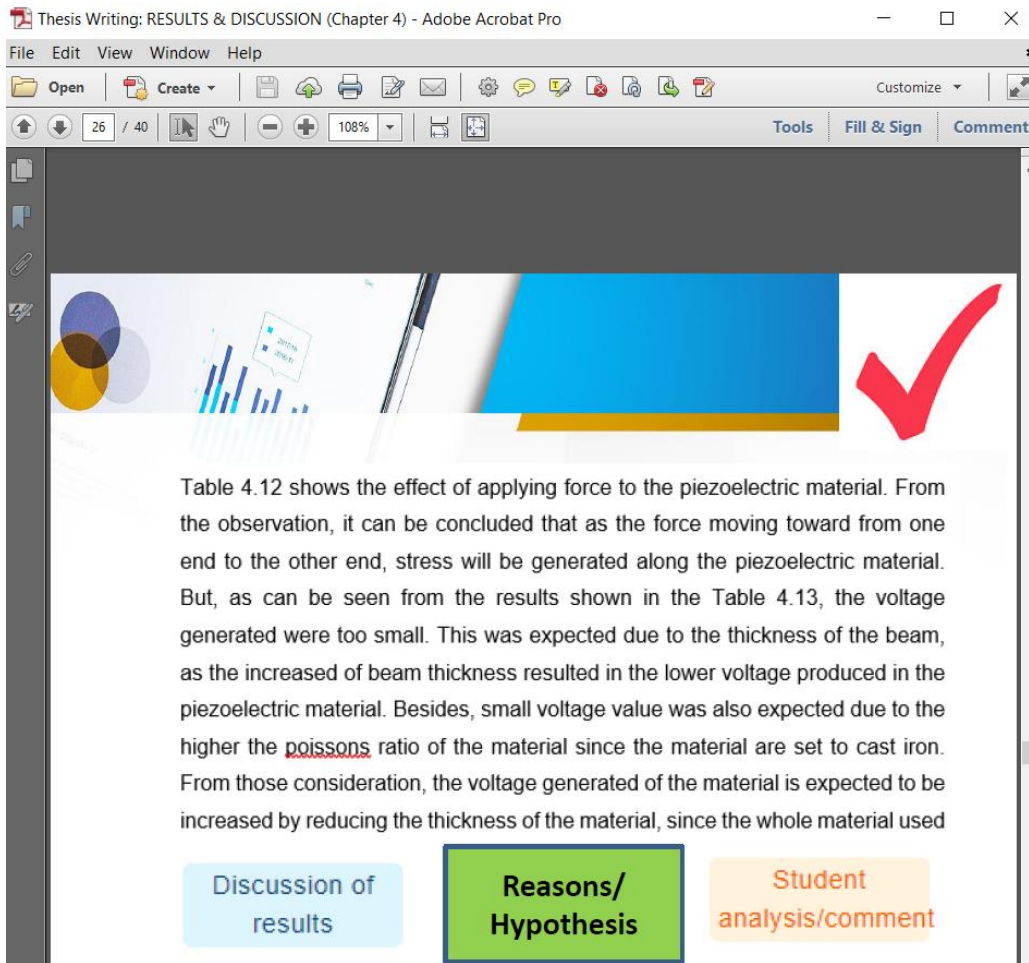 Thesis Writing: RESULTS & DISCUSSION (Chapter 4) - Adobe Acrobat Pro
File Edit View Window Help
Open Create Customize
26 / 40 108% Tools Fill & Sign Comment
Table 4.12 shows the effect of applying force to the piezoelectric material. From
the observation, it can be concluded that as the force moving toward from one
end to the other end, stress will be generated along the piezoelectric material.
But, as can be seen from the results shown in the Table 4.13, the voltage
generated were too small. This was expected due to the thickness of the beam,
as the increased of beam thickness resulted in the lower voltage produced in the
piezoelectric material. Besides, small voltage value was also expected due to the
higher the poissons ratio of the material since the material are set to cast iron.
From those consideration, the voltage generated of the material is expected to be
increased by reducing the thickness of the material, since the whole material used
Discussion of
results
Reasons/
Hypothesis
Student
analysis/comment